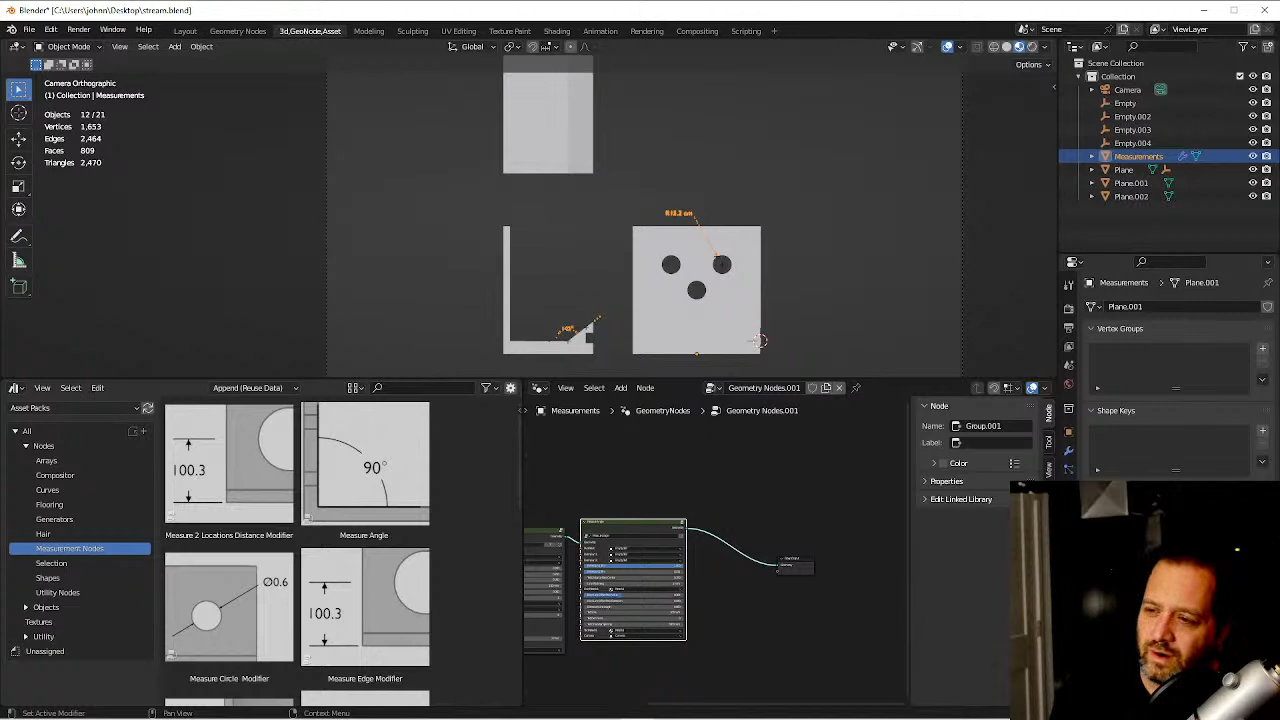 Blender* [C:\Users\john\Desktop\stream.blend]
File Edit Render Window Help Layout Geometry Nodes 3d,GeoNode,Asset Modeling Sculpting UV Editing Texture Paint Shading Animation Rendering Compositing Scripting + Scene ViewLayer
Object Mode View Select Add Object Global
Options
Camera Orthographic
(1) Collection | Measurements
Objects 12/21
Vertices 1,653
Edges 2,464
Faces 809
Triangles 2,470
Scene Collection
Collection
Camera
Empty
Empty.002
Empty.003
Empty.004
Measurements
Plane
Plane.001
Plane.002
Measurements Plane.001
Plane.001
Vertex Groups
Shape Keys
View Select Edit Append (Reuse Data)
Asset Packs
All
Nodes
Arrays
Compositor
Curves
Flooring
Generators
Hair
Measurement Nodes
Selection
Shapes
Utility Nodes
Objects
Textures
Utility
Unassigned
100.3
Measure 2 Locations Distance Modifier
90°
Measure Angle
Ø0.6
Measure Circle Modifier
100.3
Measure Edge Modifier
View Select Add Node Geometry Nodes.001
Measurements GeometryNodes Geometry Nodes.001
Node
Name: Group.001
Label:
Color
Properties
Edit Linked Library
Node
Tool
View
Set Active Modifier Pan View Context Menu